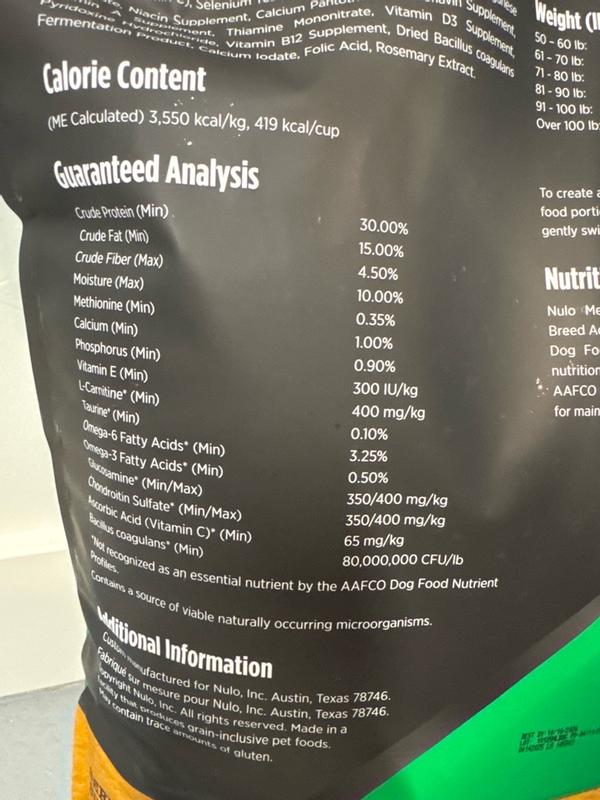 Selenium
Niacin Supplement, Calcium
Supplement,
Hydrochloride, Thiamine Mononitrate, Vitamin D3 Supplement,
Vitamin B12 Supplement, Dried Bacillus coagulans
Fermentation Product, Calcium Iodate, Folic Acid, Rosemary Extract.
Calorie Content
(ME Calculated) 3,550 kcal/kg, 419 kcal/cup
Guaranteed Analysis
Crude Protein (Min) 30.00%
Crude Fat (Min) 15.00%
Crude Fiber (Max) 4.50%
Moisture (Max) 10.00%
Methionine (Min) 0.35%
Calcium (Min) 1.00%
Phosphorus (Min) 0.90%
Vitamin E (Min) 300 IU/kg
L-Carnitine* (Min) 400 mg/kg
Taurine* (Min) 0.10%
Omega-6 Fatty Acids* (Min) 3.25%
Omega-3 Fatty Acids* (Min) 0.50%
Glucosamine* (Min/Max) 350/400 mg/kg
Chondroitin Sulfate* (Min/Max) 350/400 mg/kg
Ascorbic Acid (Vitamin C)* (Min) 65 mg/kg
Bacillus coagulans* (Min) 80,000,000 CFU/lb
*Not recognized as an essential nutrient by the AAFCO Dog Food Nutrient
Profiles.
Contains a source of viable naturally occurring microorganisms.
Additional Information
Custom manufactured for Nulo, Inc. Austin, Texas 78746.
Fabriqué sur mesure pour Nulo, Inc. Austin, Texas 78746.
Copyright Nulo, Inc. All rights reserved. Made in a
facility that produces grain-inclusive pet foods.
May contain trace amounts of gluten.
Weight
50 - 60 lb:
61 - 70 lb:
71 - 80 lb:
81 - 90 lb:
91 - 100 lb:
Over 100 lb:
To create a
food
gently
Nulo
Breed
Dog
nutrition
AAFCO
for